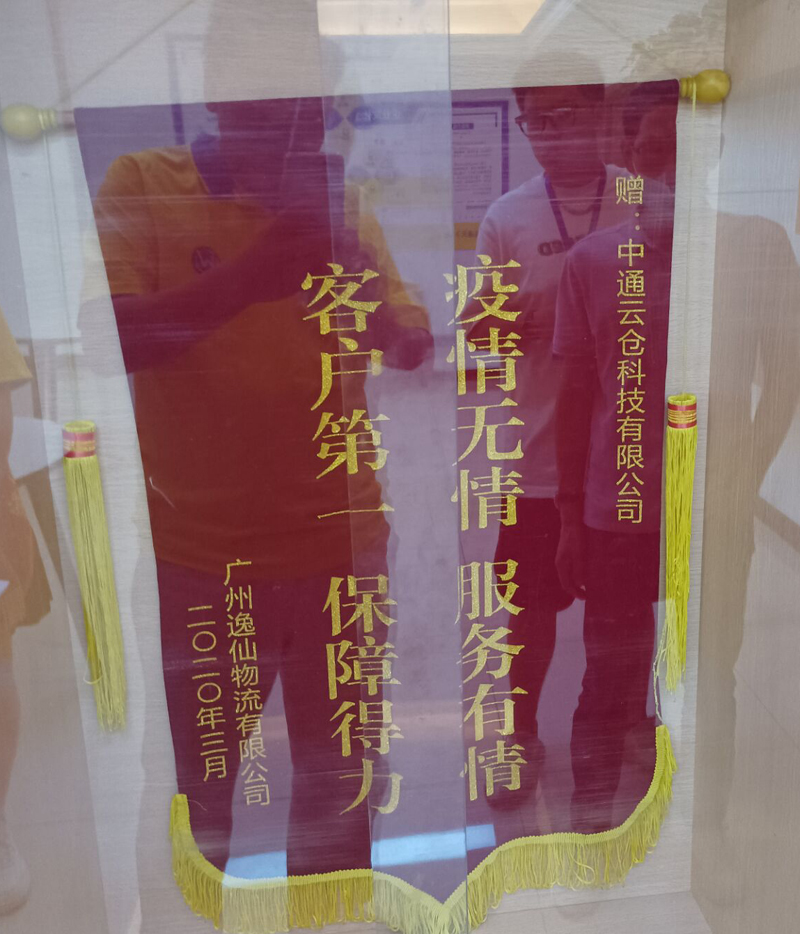 赠：中通云仓科技有限公司
疫情无情 服务有情
客户第一 保障得力
广州逸仙物流有限公司
二〇二〇年三月